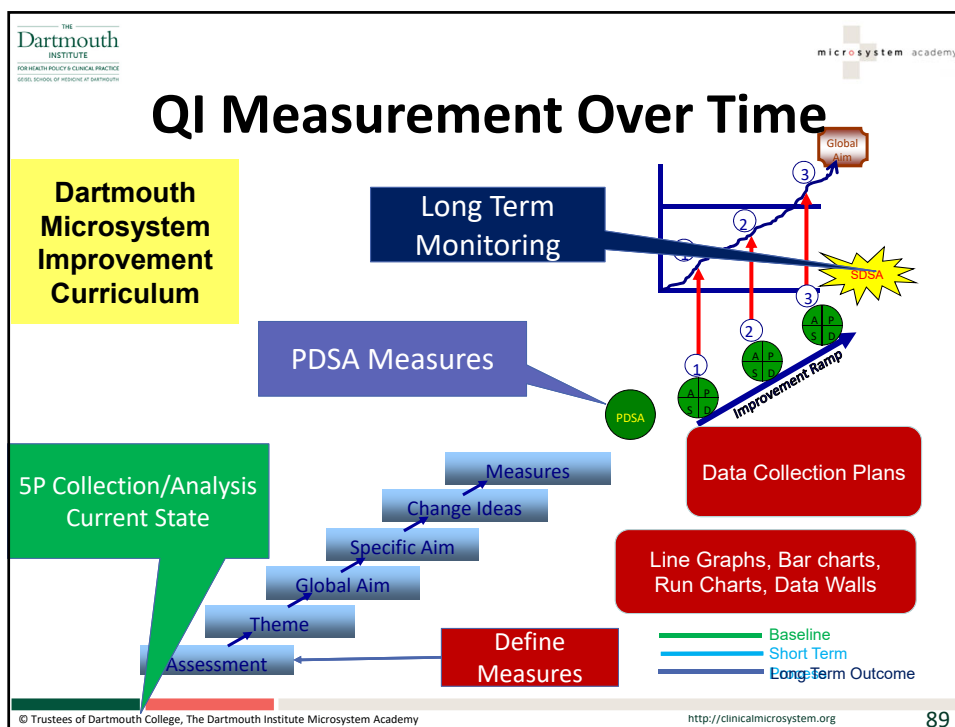 THE
Dartmouth
INSTITUTE
FOR HEALTH POLICY & CLINICAL PRACTICE
GEISEL SCHOOL OF MEDICINE AT DARTMOUTH
microsystem academy
QI Measurement Over Time
Dartmouth
Microsystem
Improvement
Curriculum
Long Term
Monitoring
Global
Aim
3
2
1
SDSA
3
2
1
A P
S D
A P
S D
A P
S D
Improvement Ramp
PDSA Measures
PDSA
5P Collection/Analysis
Current State
Measures
Change Ideas
Specific Aim
Global Aim
Theme
Assessment
Define
Measures
Data Collection Plans
Line Graphs, Bar charts,
Run Charts, Data Walls
Baseline
Short Term
Process
Long Term Outcome
© Trustees of Dartmouth College, The Dartmouth Institute Microsystem Academy
http://clinicalmicrosystem.org
89